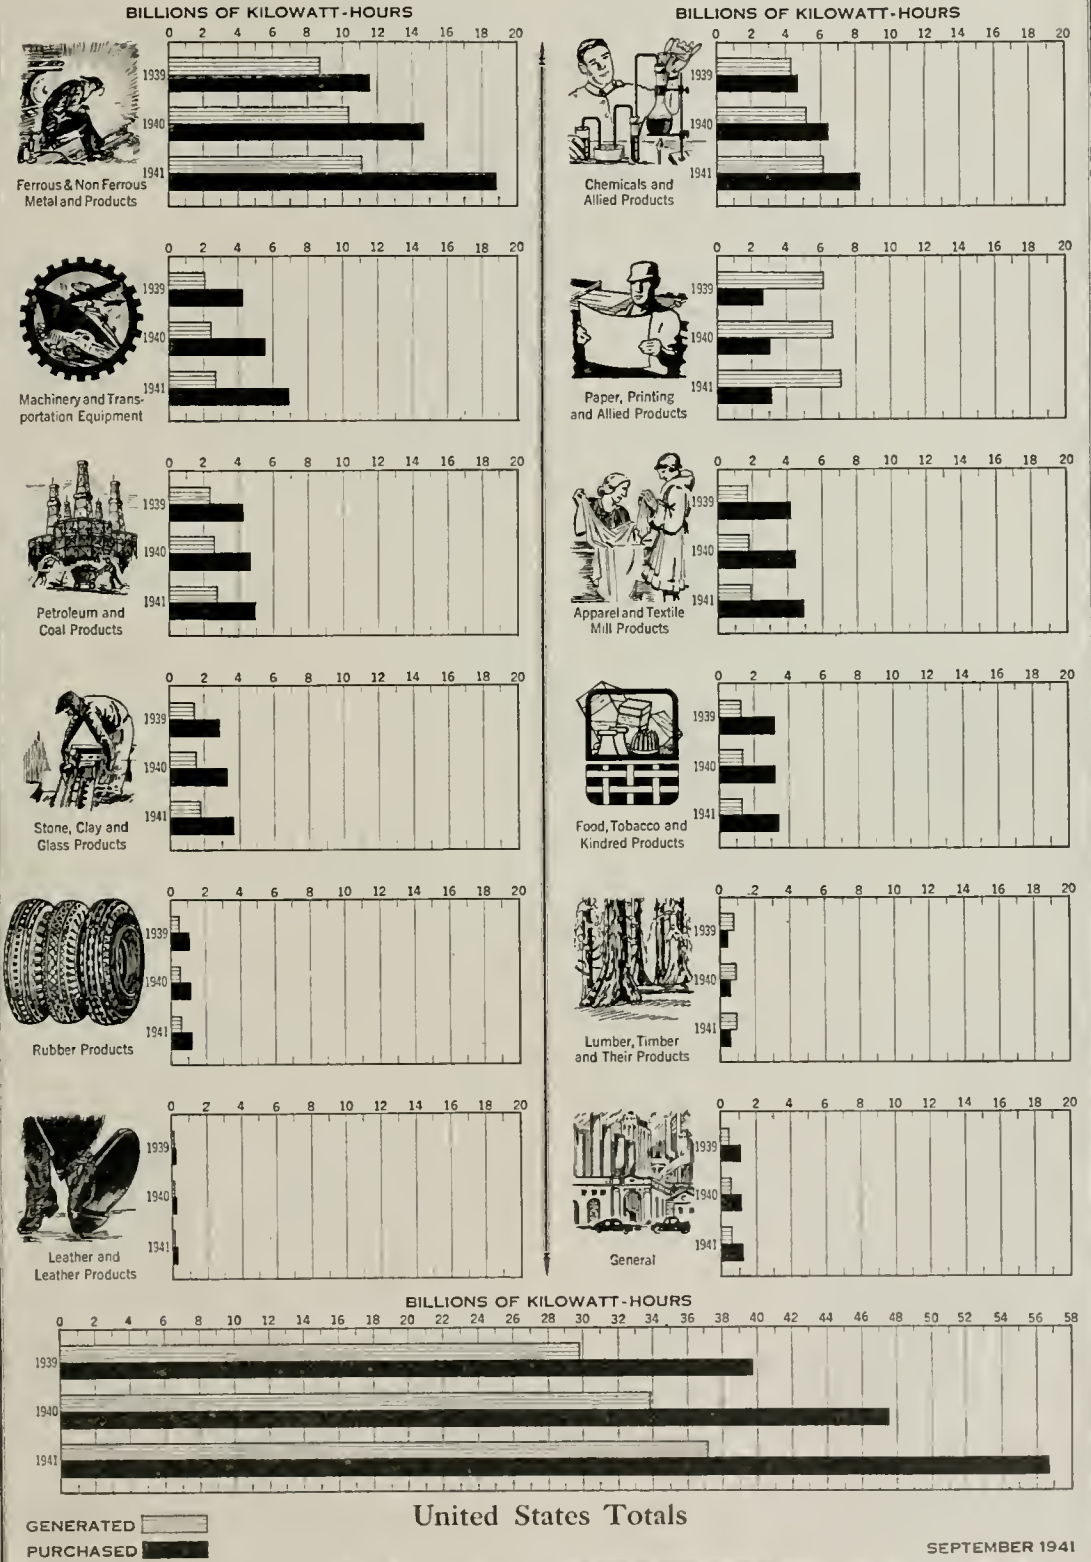 BILLIONS OF KILOWATT-HOURS
0 2 4 6 8 10 12 14 16 18 20
1939
1940
1941
Ferrous & Non Ferrous
Metal and Products
BILLIONS OF KILOWATT-HOURS
0 2 4 6 8 10 12 14 16 18 20
1939
1940
1941
Chemicals and
Allied Products
0 2 4 6 8 10 12 14 16 18 20
1939
1940
1941
Machinery and Trans-
portation Equipment
0 2 4 6 8 10 12 14 16 18 20
1939
1940
1941
Paper, Printing
and Allied Products
0 2 4 6 8 10 12 14 16 18 20
1939
1940
1941
Petroleum and
Coal Products
0 2 4 6 8 10 12 14 16 18 20
1939
1940
1941
Apparel and Textile
Mill Products
0 2 4 6 8 10 12 14 16 18 20
1939
1940
1941
Stone, Clay and
Glass Products
0 2 4 6 8 10 12 14 16 18 20
1939
1940
1941
Food, Tobacco and
Kindred Products
0 2 4 6 8 10 12 14 16 18 20
1939
1940
1941
Rubber Products
0 2 4 6 8 10 12 14 16 18 20
1939
1940
1941
Lumber, Timber
and Their Products
0 2 4 6 8 10 12 14 16 18 20
1939
1940
1941
Leather and
Leather Products
0 2 4 6 8 10 12 14 16 18 20
1939
1940
1941
General
BILLIONS OF KILOWATT-HOURS
0 2 4 6 8 10 12 14 16 18 20 22 24 26 28 30 32 34 36 38 40 42 44 46 48 50 52 54 56 58
1939
1940
1941
United States Totals
GENERATED
PURCHASED
SEPTEMBER 1941